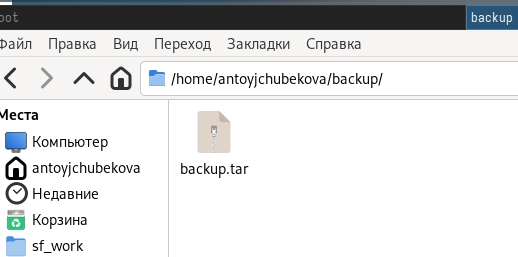 oot backup
Файл Правка Вид Переход Закладки Справка
/home/antoyjchubekova/backup/
Места
Компьютер
antoyjchubekova
Недавние
Корзина
sf_work
backup.tar